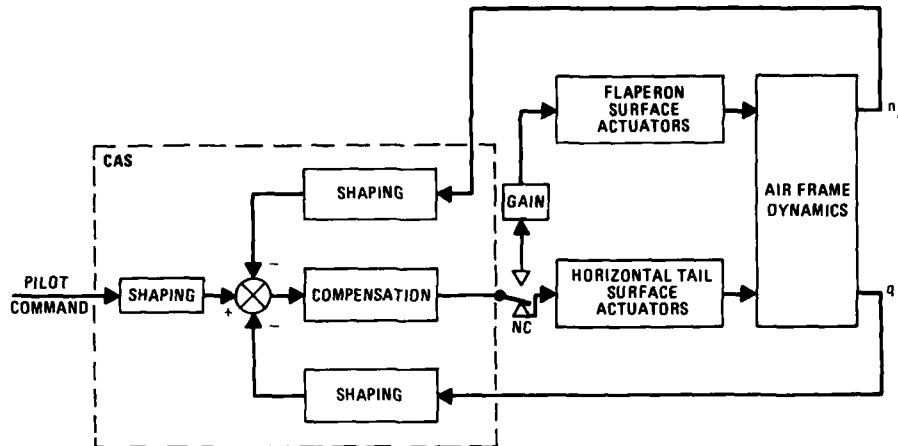 FLAPERON
SURFACE
ACTUATORS
n
CAS
SHAPING
GAIN
AIR FRAME
DYNAMICS
PILOT
COMMAND
SHAPING
+
−
−
COMPENSATION
NC
HORIZONTAL TAIL
SURFACE
ACTUATORS
q
SHAPING